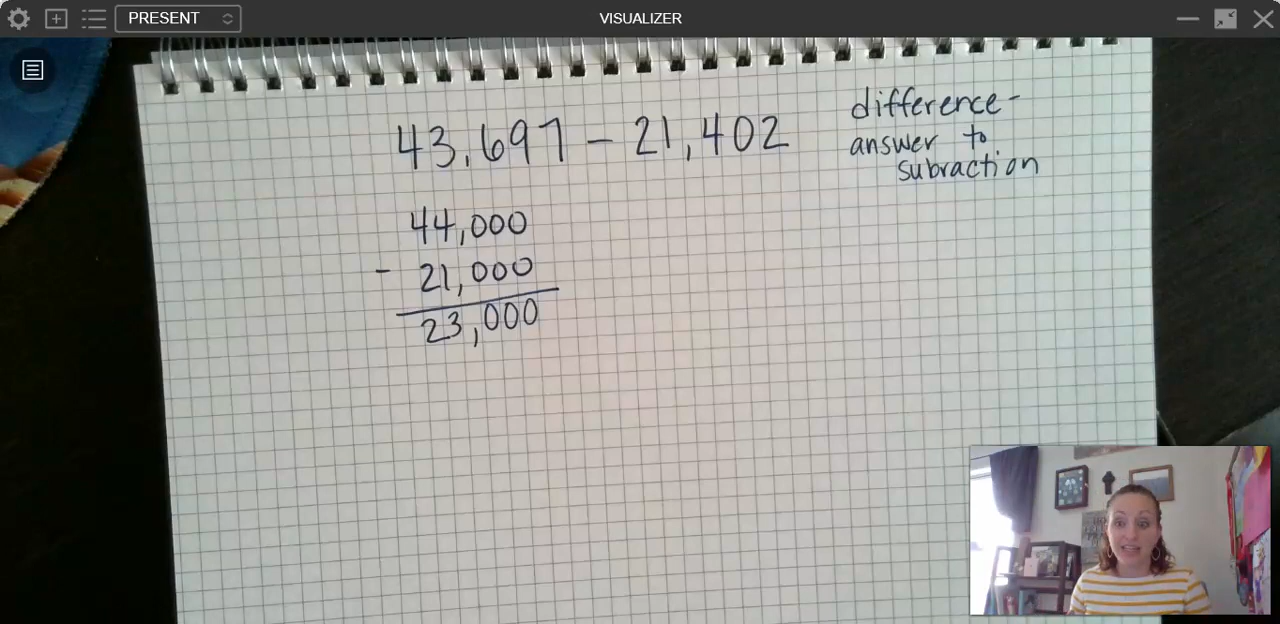 PRESENT
VISUALIZER
43,697 - 21,402
difference-
answer to
subraction
44,000
- 21,000
23,000